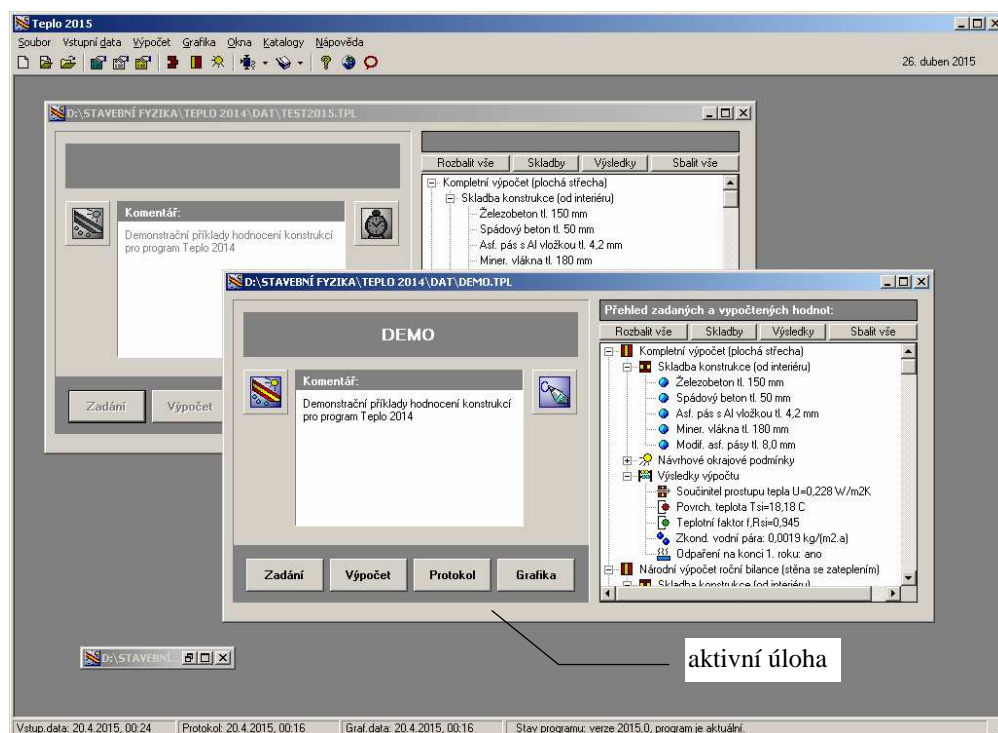 Teplo 2015
Soubor Vstupní data Výpočet Grafika Okna Katalogy Nápověda
26. duben 2015
D:\STAVEBNÍ FYZIKA\TEPLO 2014\DAT\TEST2015.TPL
Rozbalit vše Skladby Výsledky Sbalit vše
Kompletní výpočet (plochá střecha)
Skladba konstrukce (od interiéru)
Železobeton tl. 150 mm
Spádový beton tl. 50 mm
Asf. pás s Al vložkou tl. 4,2 mm
Miner. vlákna tl. 180 mm
Komentář:
Demonstrační příklady hodnocení konstrukcí
pro program Teplo 2014
Zadání Výpočet
D:\STAVEBNÍ FYZIKA\TEPLO 2014\DAT\DEMO.TPL
DEMO
Komentář:
Demonstrační příklady hodnocení konstrukcí
pro program Teplo 2014
Zadání Výpočet Protokol Grafika
Přehled zadaných a vypočtených hodnot:
Rozbalit vše Skladby Výsledky Sbalit vše
Kompletní výpočet (plochá střecha)
Skladba konstrukce (od interiéru)
Železobeton tl. 150 mm
Spádový beton tl. 50 mm
Asf. pás s Al vložkou tl. 4,2 mm
Miner. vlákna tl. 180 mm
Modif. asf. pásy tl. 8,0 mm
Návrhové okrajové podmínky
Výsledky výpočtu
Součinitel prostupu tepla U=0,228 W/m2K
Povrch. teplota Tsi=18,18 C
Teplotní faktor f,Rsi=0,945
Zkond. vodní pára: 0,0019 kg/(m2.a)
Odpaření na konci 1. roku: ano
Národní výpočet roční bilance (stěna se zateplením)
Skladba konstrukce (od interiéru)
aktivní úloha
D:\STAVEBNÍ...
Vstup.data: 20.4.2015, 00:24 Protokol: 20.4.2015, 00:16 Graf.data: 20.4.2015, 00:16 Stav programu: verze 2015.0, program je aktuální.